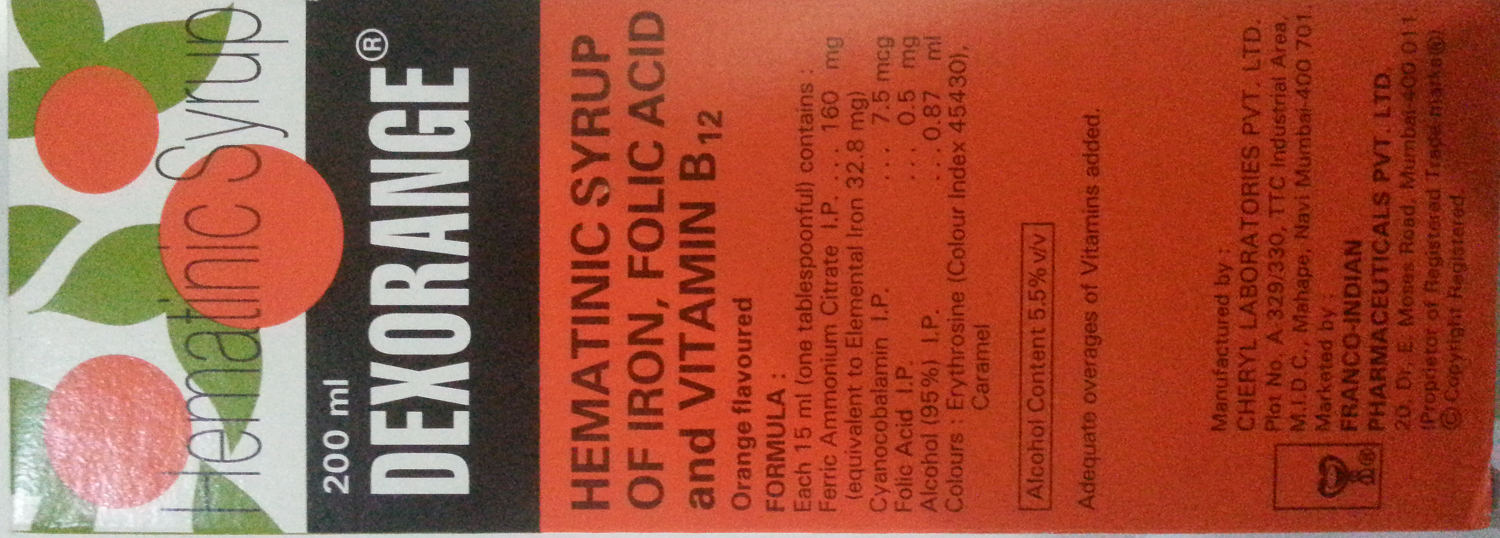 Hematinic Syrup
200 ml
DEXORANGE®
HEMATINIC SYRUP
OF IRON, FOLIC ACID
and VITAMIN B12
Orange flavoured
FORMULA :
Each 15 ml (one tablespoonful) contains :
Ferric Ammonium Citrate I.P. ... 160 mg
(equivalent to Elemental Iron 32.8 mg)
Cyanocobalamin I.P. ... 7.5 mcg
Folic Acid I.P. ... 0.5 mg
Alcohol (95%) I.P. ... 0.87 ml
Colours : Erythrosine (Colour Index 45430),
Caramel
Alcohol Content 5.5% v/v
Adequate overages of Vitamins added.
Manufactured by :
CHERYL LABORATORIES PVT. LTD.
Plot No. A 329/330, TTC Industrial Area,
M.I.D.C., Mahape, Navi Mumbai-400 701.
Marketed by :
FRANCO-INDIAN
PHARMACEUTICALS PVT. LTD.
20, Dr. E. Moses Road, Mumbai-400 011
(Proprietor of Registered Trade-marks®)
© Copyright Registered